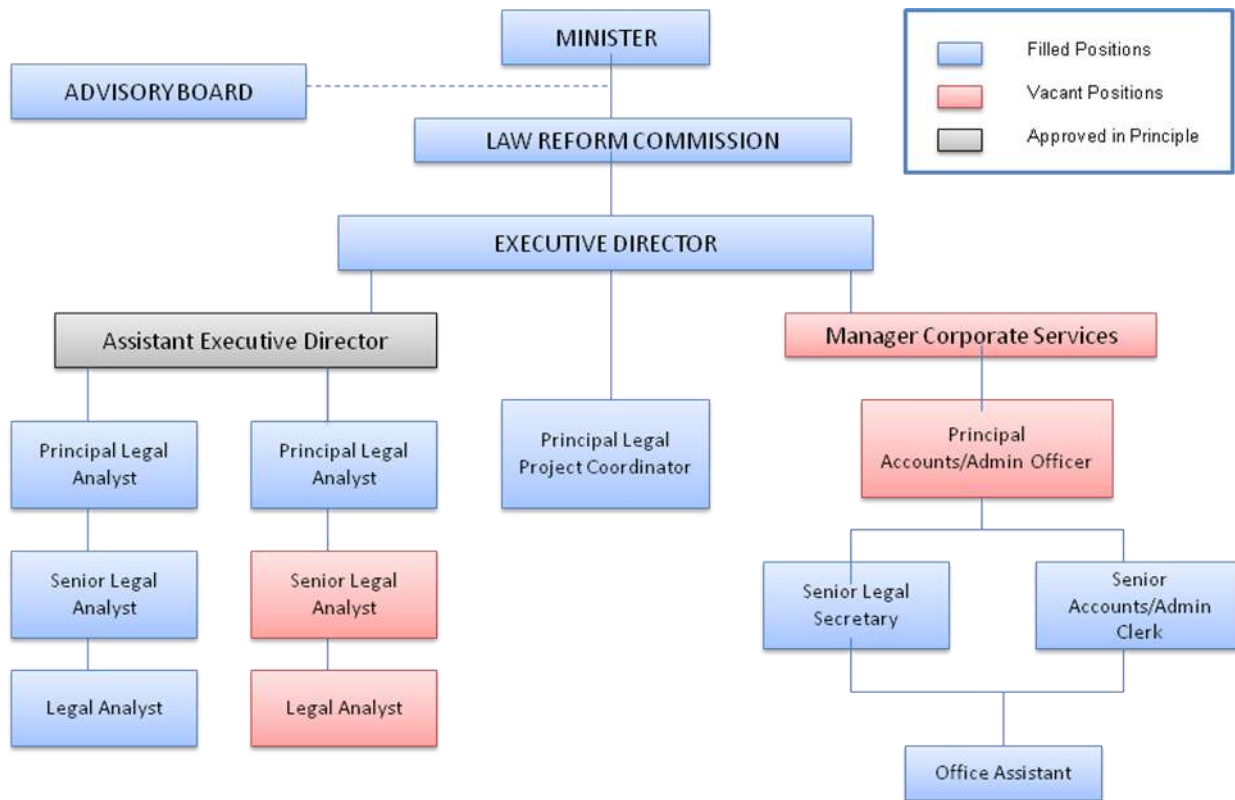 MINISTER
ADVISORY BOARD
LAW REFORM COMMISSION
EXECUTIVE DIRECTOR
Filled Positions
Vacant Positions
Approved in Principle
Assistant Executive Director
Manager Corporate Services
Principal Legal
Analyst
Principal Legal
Analyst
Principal Legal
Project Coordinator
Principal
Accounts/Admin Officer
Senior Legal
Analyst
Senior Legal
Analyst
Senior Legal
Secretary
Senior
Accounts/Admin
Clerk
Legal Analyst
Legal Analyst
Office Assistant